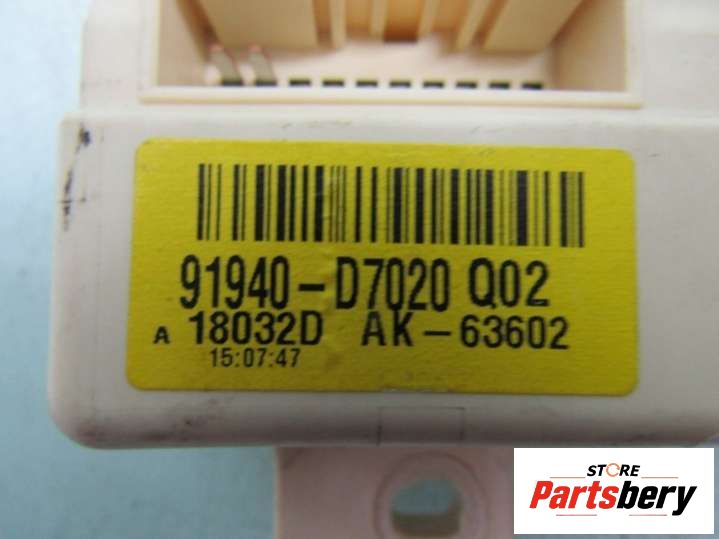 91940-D7020 Q02
A 18032D AK-63602
15:07:47
STORE
Partsbery